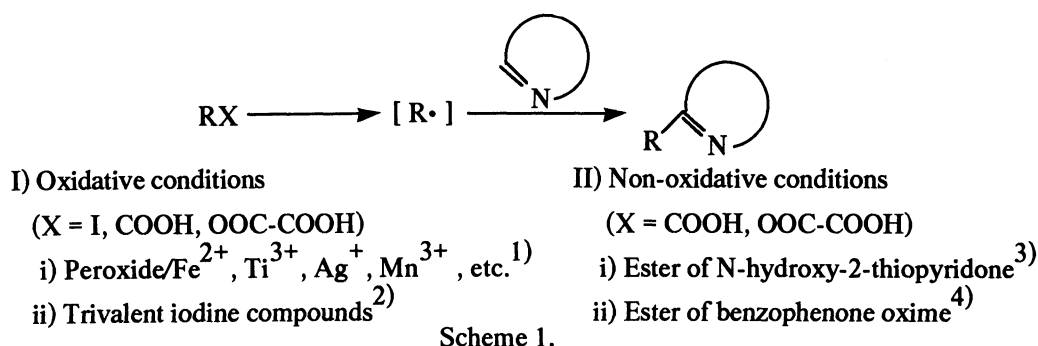 RX [ R• ] N R N
I) Oxidative conditions II) Non-oxidative conditions
(X = I, COOH, OOC-COOH) (X = COOH, OOC-COOH)
i) Peroxide/Fe²⁺, Ti³⁺, Ag⁺, Mn³⁺ , etc.¹⁾ i) Ester of N-hydroxy-2-thiopyridone³⁾
ii) Trivalent iodine compounds²⁾ ii) Ester of benzophenone oxime⁴⁾
Scheme 1.